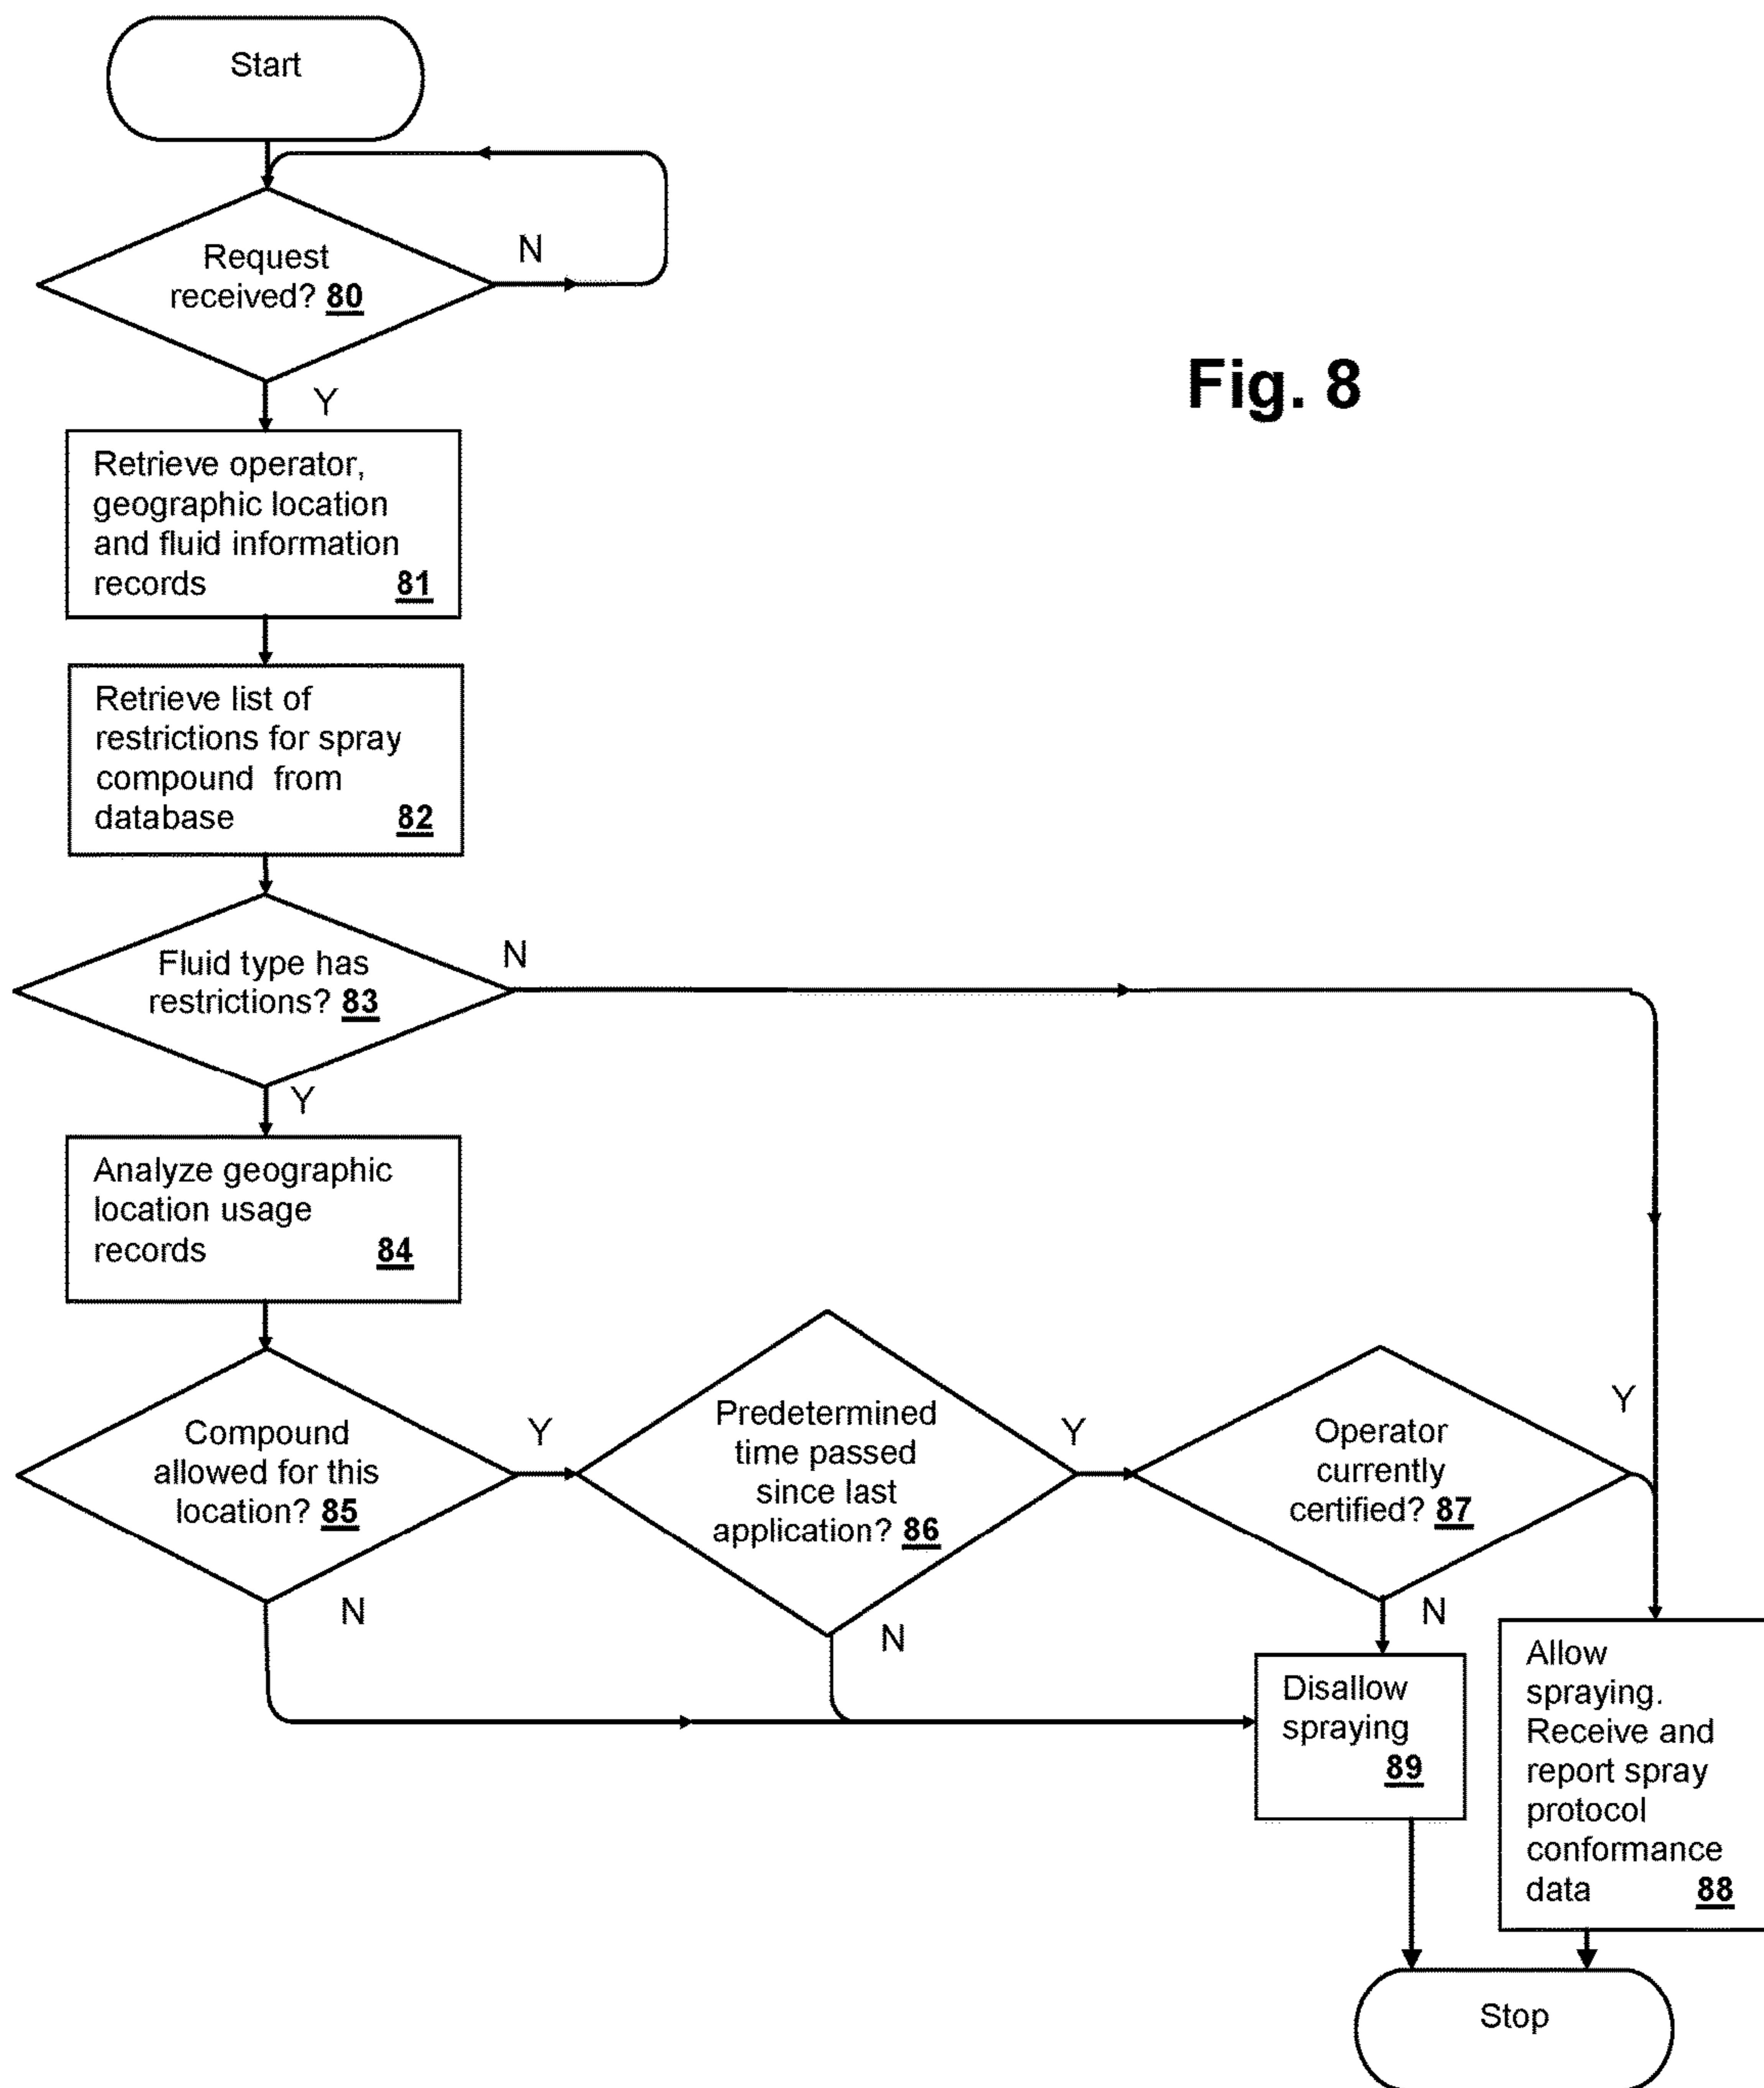 Start
Request
received? 80
N
Y
Fig. 8
Retrieve operator,
geographic location
and fluid information
records 81
Retrieve list of
restrictions for spray
compound from
database 82
Fluid type has
restrictions? 83
N
Y
Analyze geographic
location usage
records 84
Compound
allowed for this
location? 85
Y
N
Predetermined
time passed
since last
application? 86
Y
N
Operator
currently
certified? 87
Y
N
Disallow
spraying
89
Allow
spraying.
Receive and
report spray
protocol
conformance
data 88
Stop